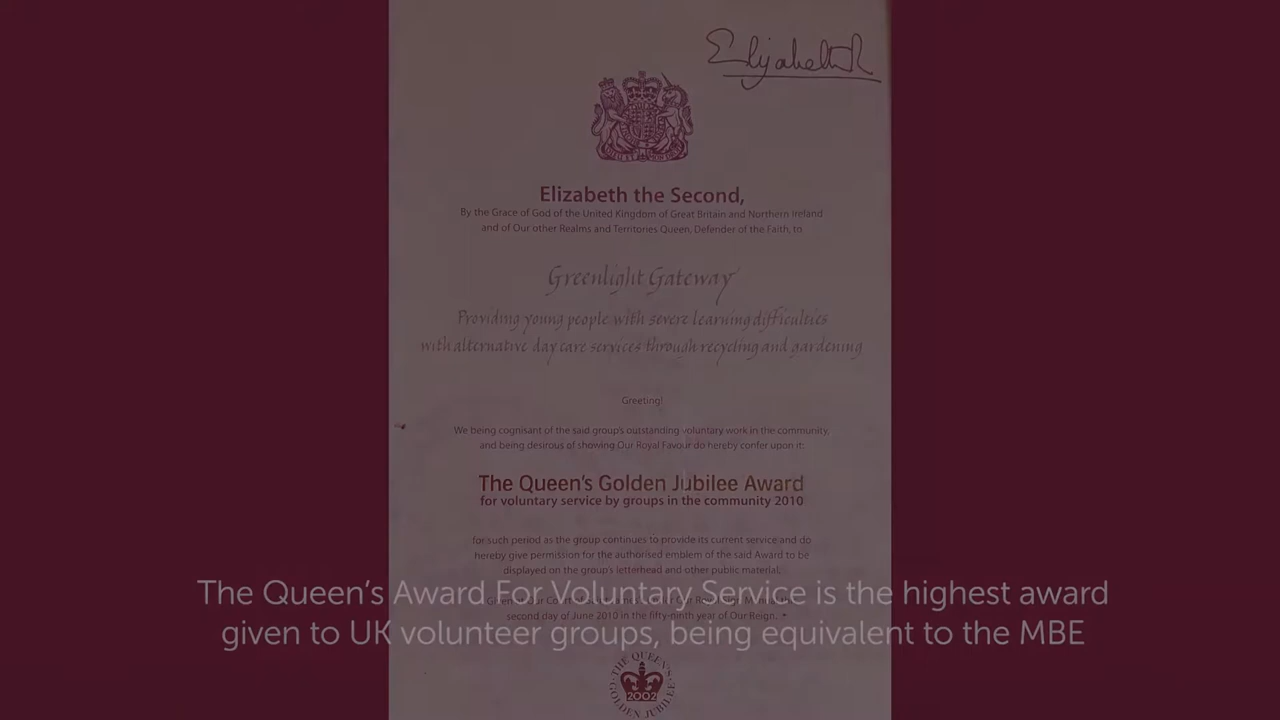 Elizabeth R
Elizabeth the Second,
By the Grace of God of the United Kingdom of Great Britain and Northern Ireland
and of Our other Realms and Territories Queen, Defender of the Faith, to
Greenlight Gateway
Providing young people with severe learning difficulties
with alternative day care services through recycling and gardening
Greeting!
We being cognisant of the said group's outstanding voluntary work in the community,
and being desirous of showing Our Royal Favour do hereby confer upon it:
The Queen's Golden Jubilee Award
for voluntary service by groups in the community 2010
for such period as the group continues to provide its current service and do
hereby give permission for the authorised emblem of the said Award to be
displayed on the group's letterhead and other public material.
The Queen's Award For Voluntary Service is the highest award
Given at Our Court of
second day of June 2010 in the fifty-ninth year of Our Reign.
given to UK volunteer groups, being equivalent to the MBE
THE QUEEN'S
2002
GOLDEN JUBILEE